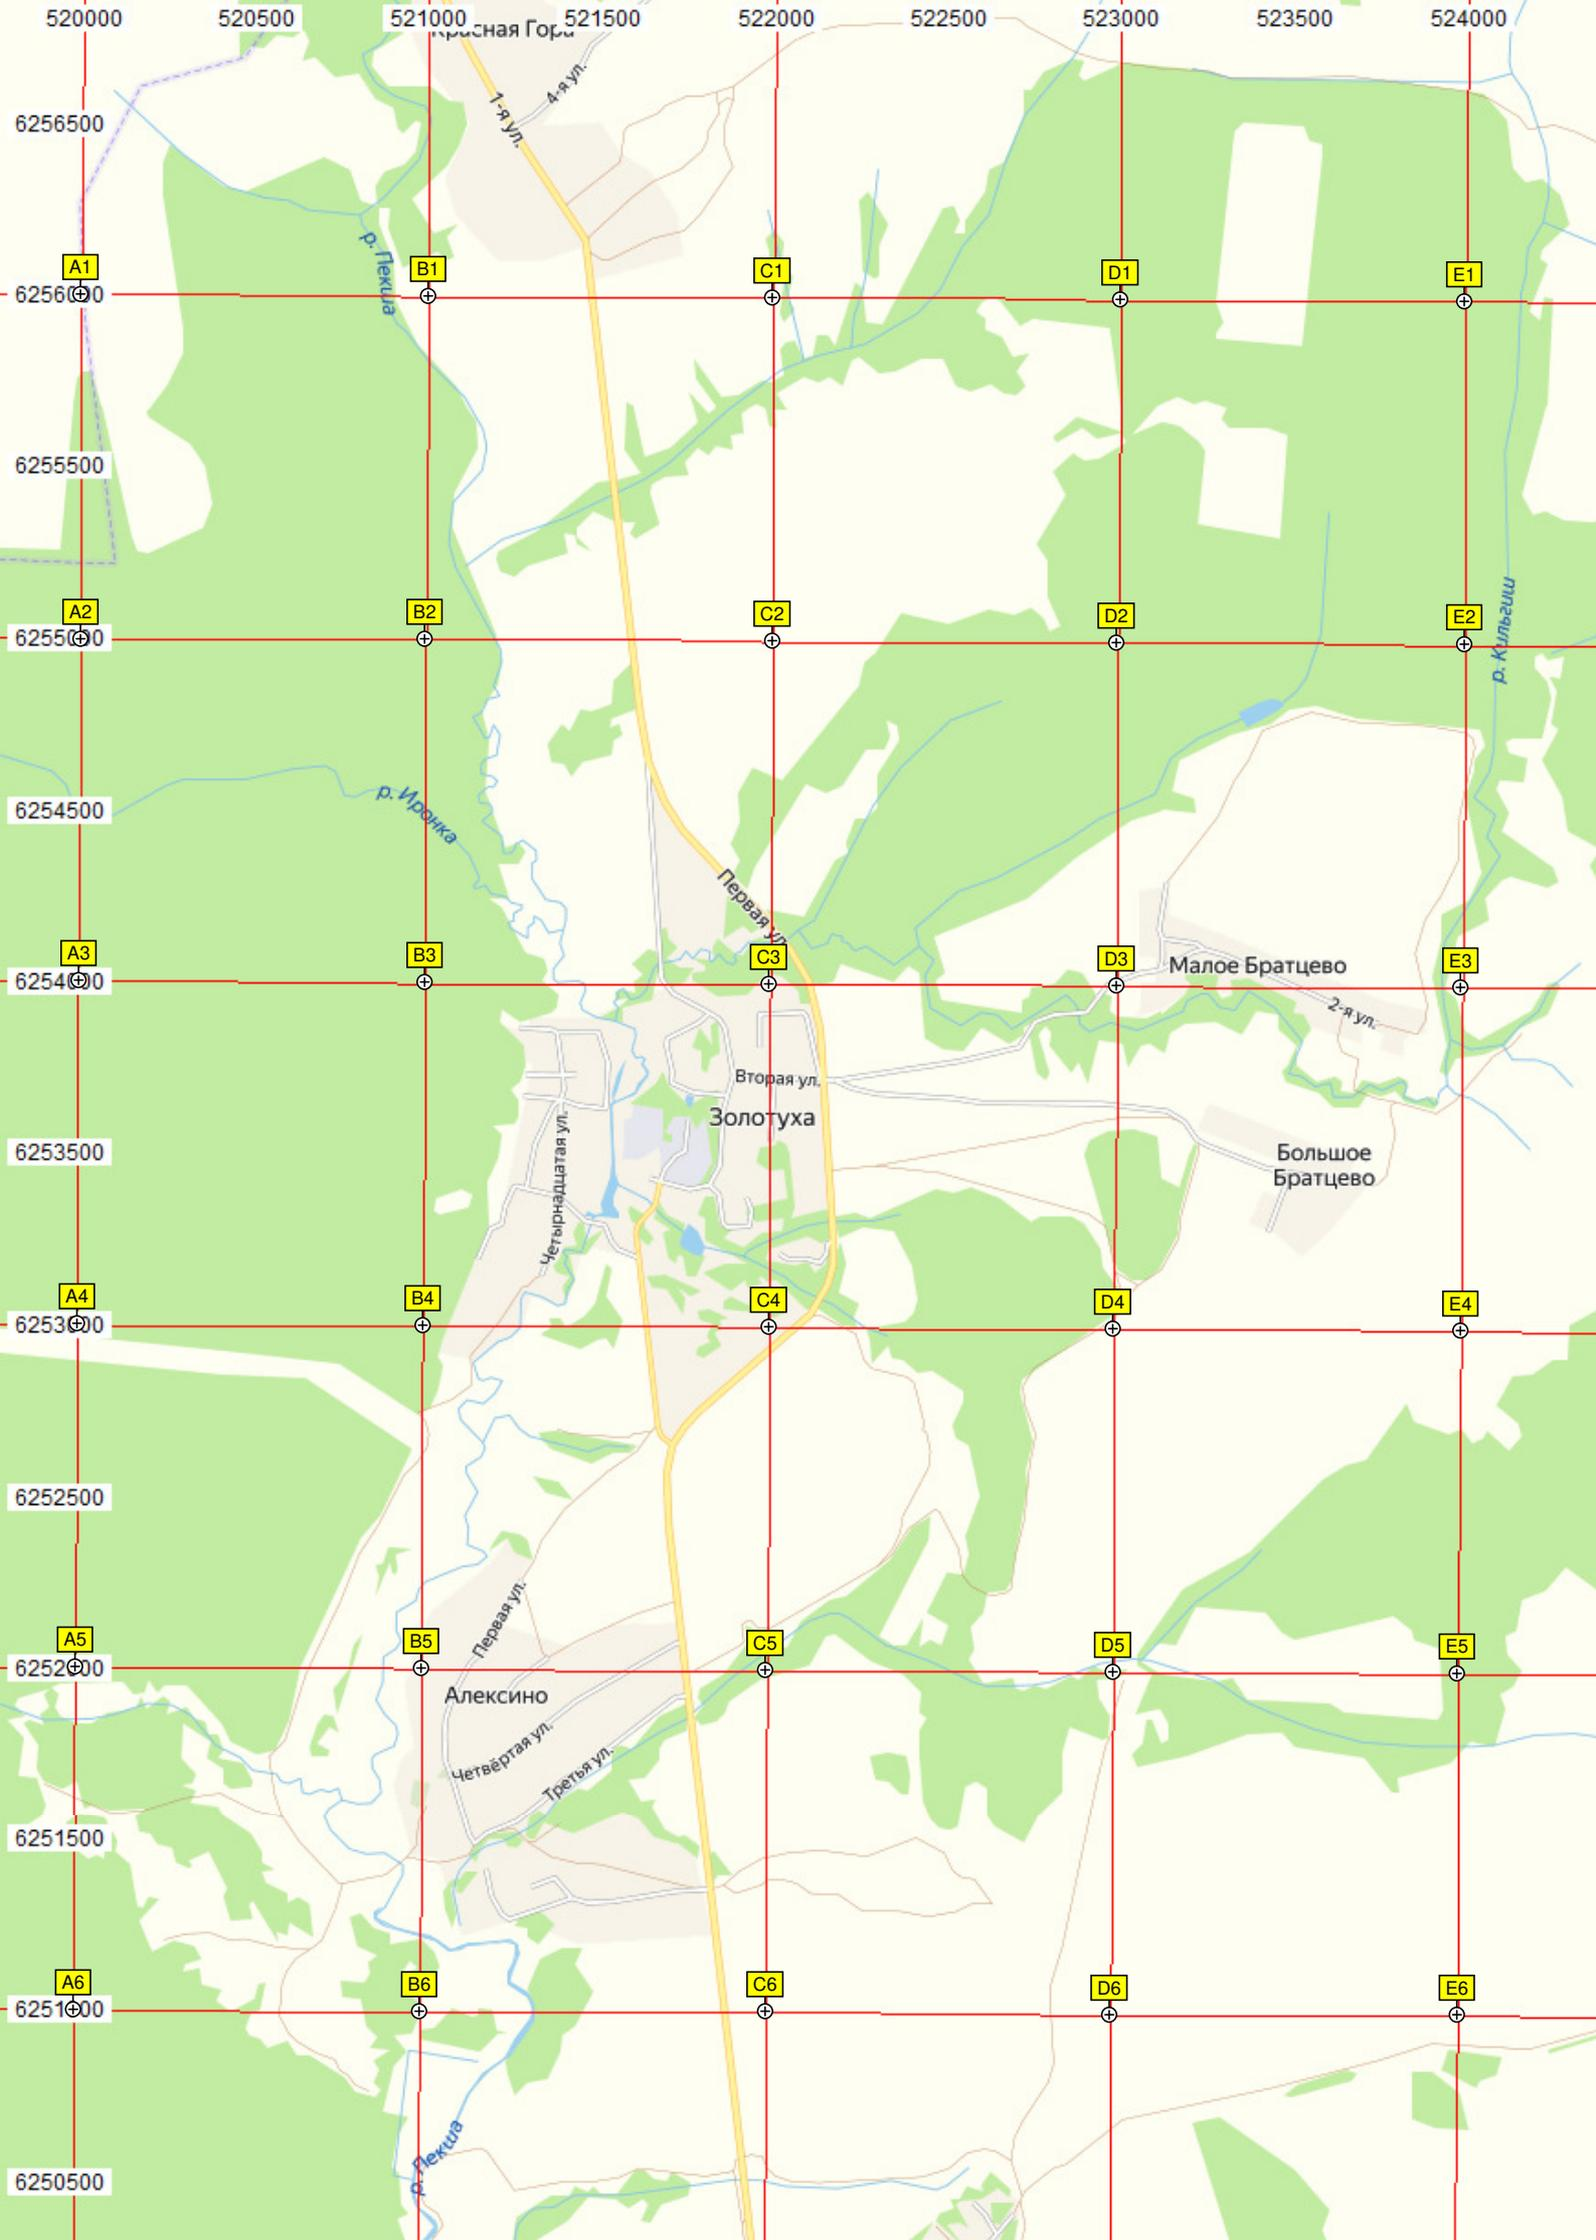 520000 520500 521000 521500 522000 522500 523000 523500 524000
Красная Гора
4-я ул.
1-я ул.
6256500
р. Пекша
A1 B1 C1 D1 E1
6256000
6255500
р. Кильгиш
A2 B2 C2 D2 E2
6255000
р. Иронка
6254500
Первая ул.
A3 B3 C3 D3 E3
Малое Братцево
6254000
2-я ул.
Вторая ул.
Золотуха
6253500
Четырнадцатая ул.
Большое
Братцево
A4 B4 C4 D4 E4
6253000
6252500
Первая ул.
A5 B5 C5 D5 E5
6252000
Алексино
Четвёртая ул.
Третья ул.
6251500
A6 B6 C6 D6 E6
6251000
р. Пекша
6250500